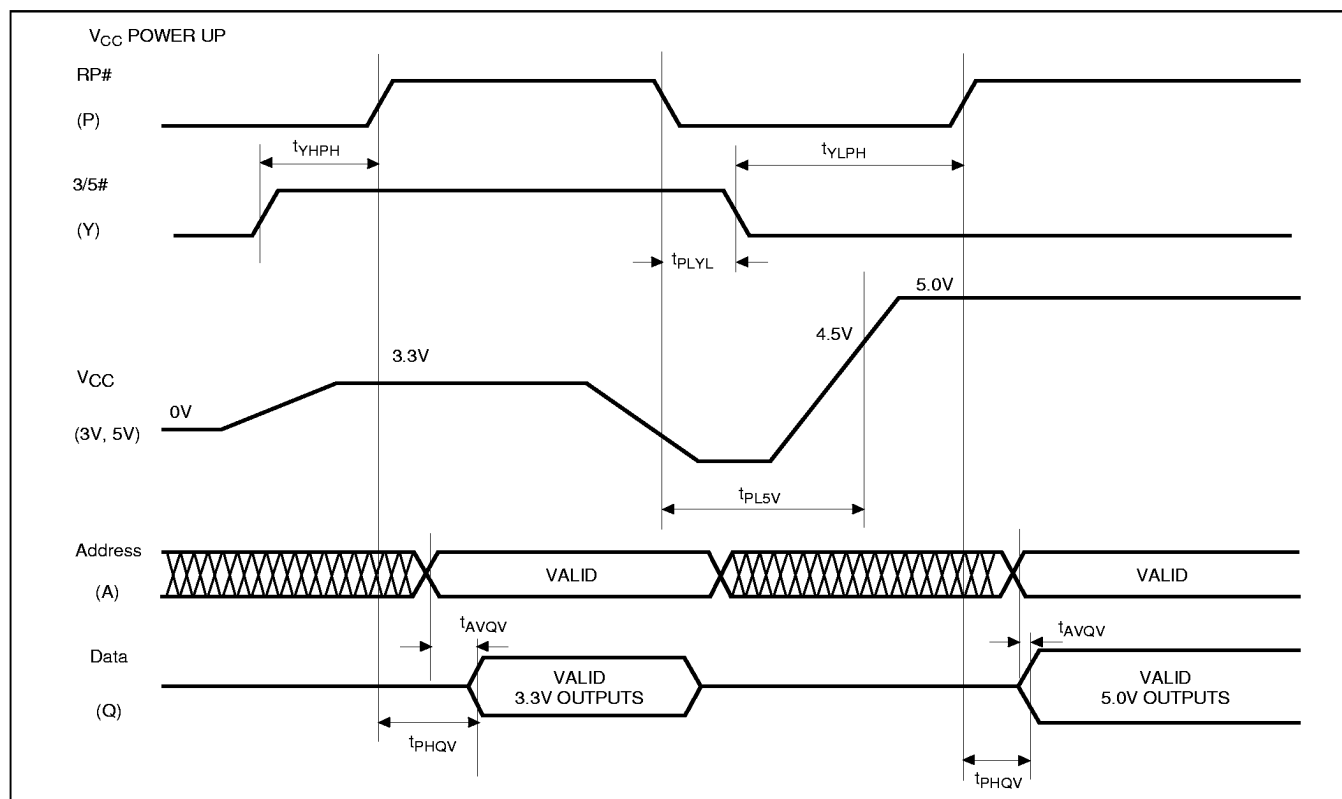 VCC POWER UP
RP#
(P)
tYHPH
tYLPH
3/5#
(Y)
tPLYL
5.0V
4.5V
3.3V
VCC
0V
(3V, 5V)
tPL5V
Address
VALID
VALID
(A)
tAVQV
tAVQV
Data
VALID
3.3V OUTPUTS
VALID
5.0V OUTPUTS
(Q)
tPHQV
tPHQV